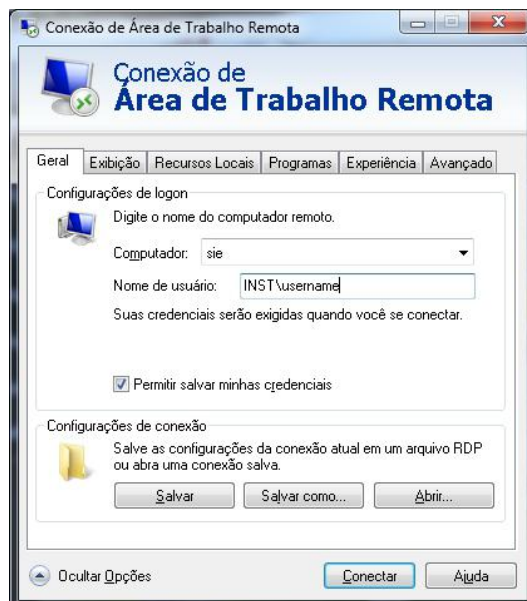 Conexão de Área de Trabalho Remota
Conexão de
Área de Trabalho Remota
Geral Exibição Recursos Locais Programas Experiência Avançado
Configurações de logon
Digite o nome do computador remoto.
Computador: sie
Nome de usuário: INST\username
Suas credenciais serão exigidas quando você se conectar.
Permitir salvar minhas credenciais
Configurações de conexão
Salve as configurações da conexão atual em um arquivo RDP
ou abra uma conexão salva.
Salvar Salvar como... Abrir...
Ocultar Opções Conectar Ajuda